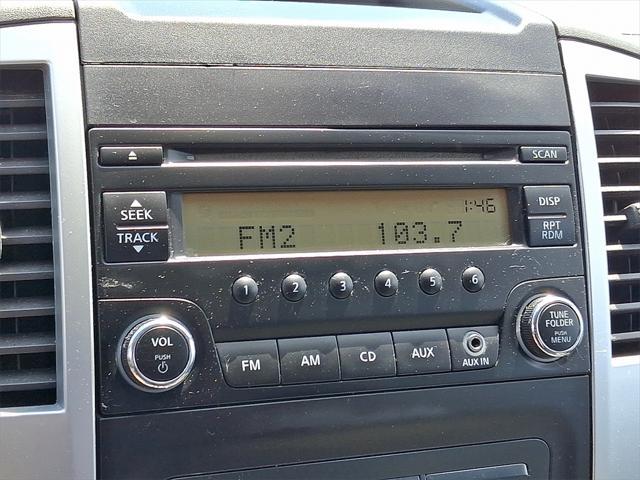 SCAN
1:46
SEEK
TRACK
FM2 103.7
DISP
RPT
RDM
1 2 3 4 5 6
VOL
PUSH
FM AM CD AUX
AUX IN
TUNE
FOLDER
PUSH
MENU